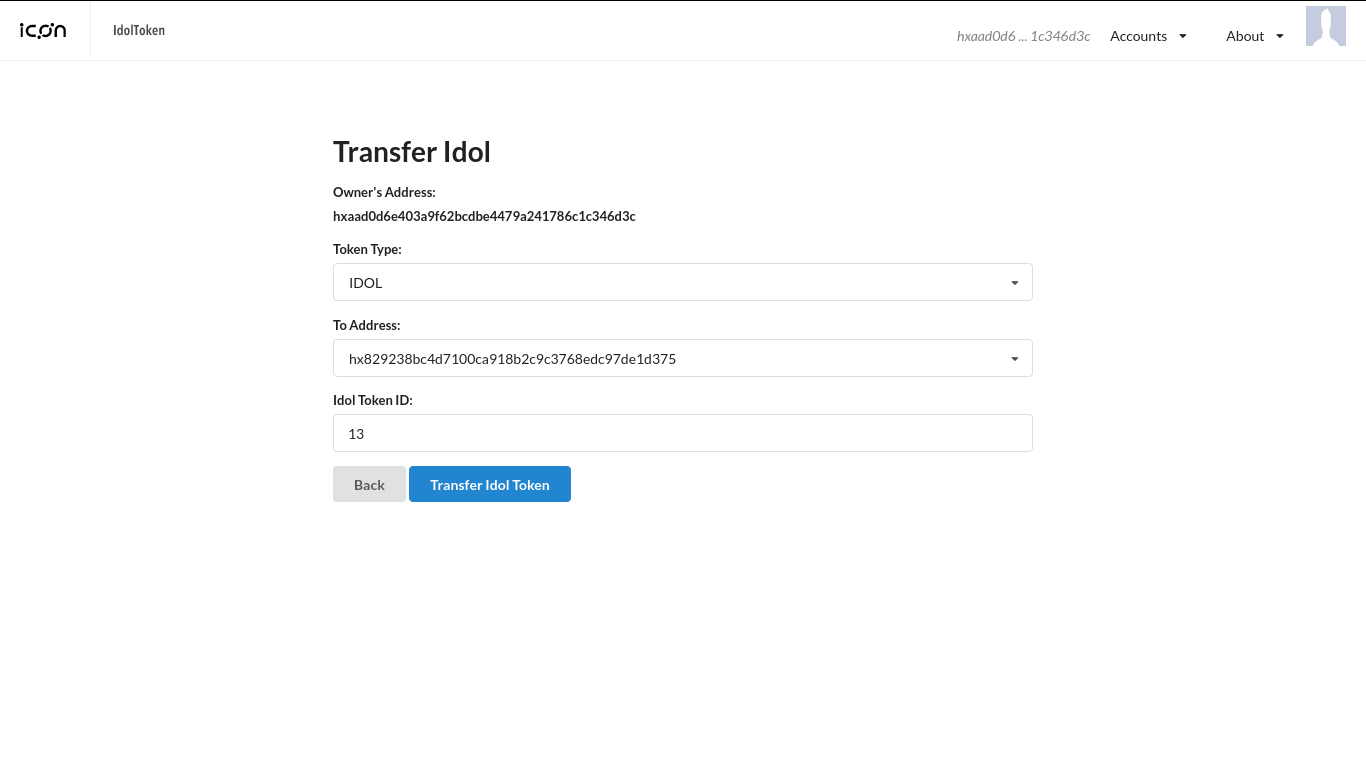 icon
IdolToken
hxaad0d6 ... 1c346d3c
Accounts
About
Transfer Idol
Owner's Address:
hxaad0d6e403a9f62bcdbe4479a241786c1c346d3c
Token Type:
IDOL
To Address:
hx829238bc4d7100ca918b2c9c3768edc97de1d375
Idol Token ID:
13
Back
Transfer Idol Token